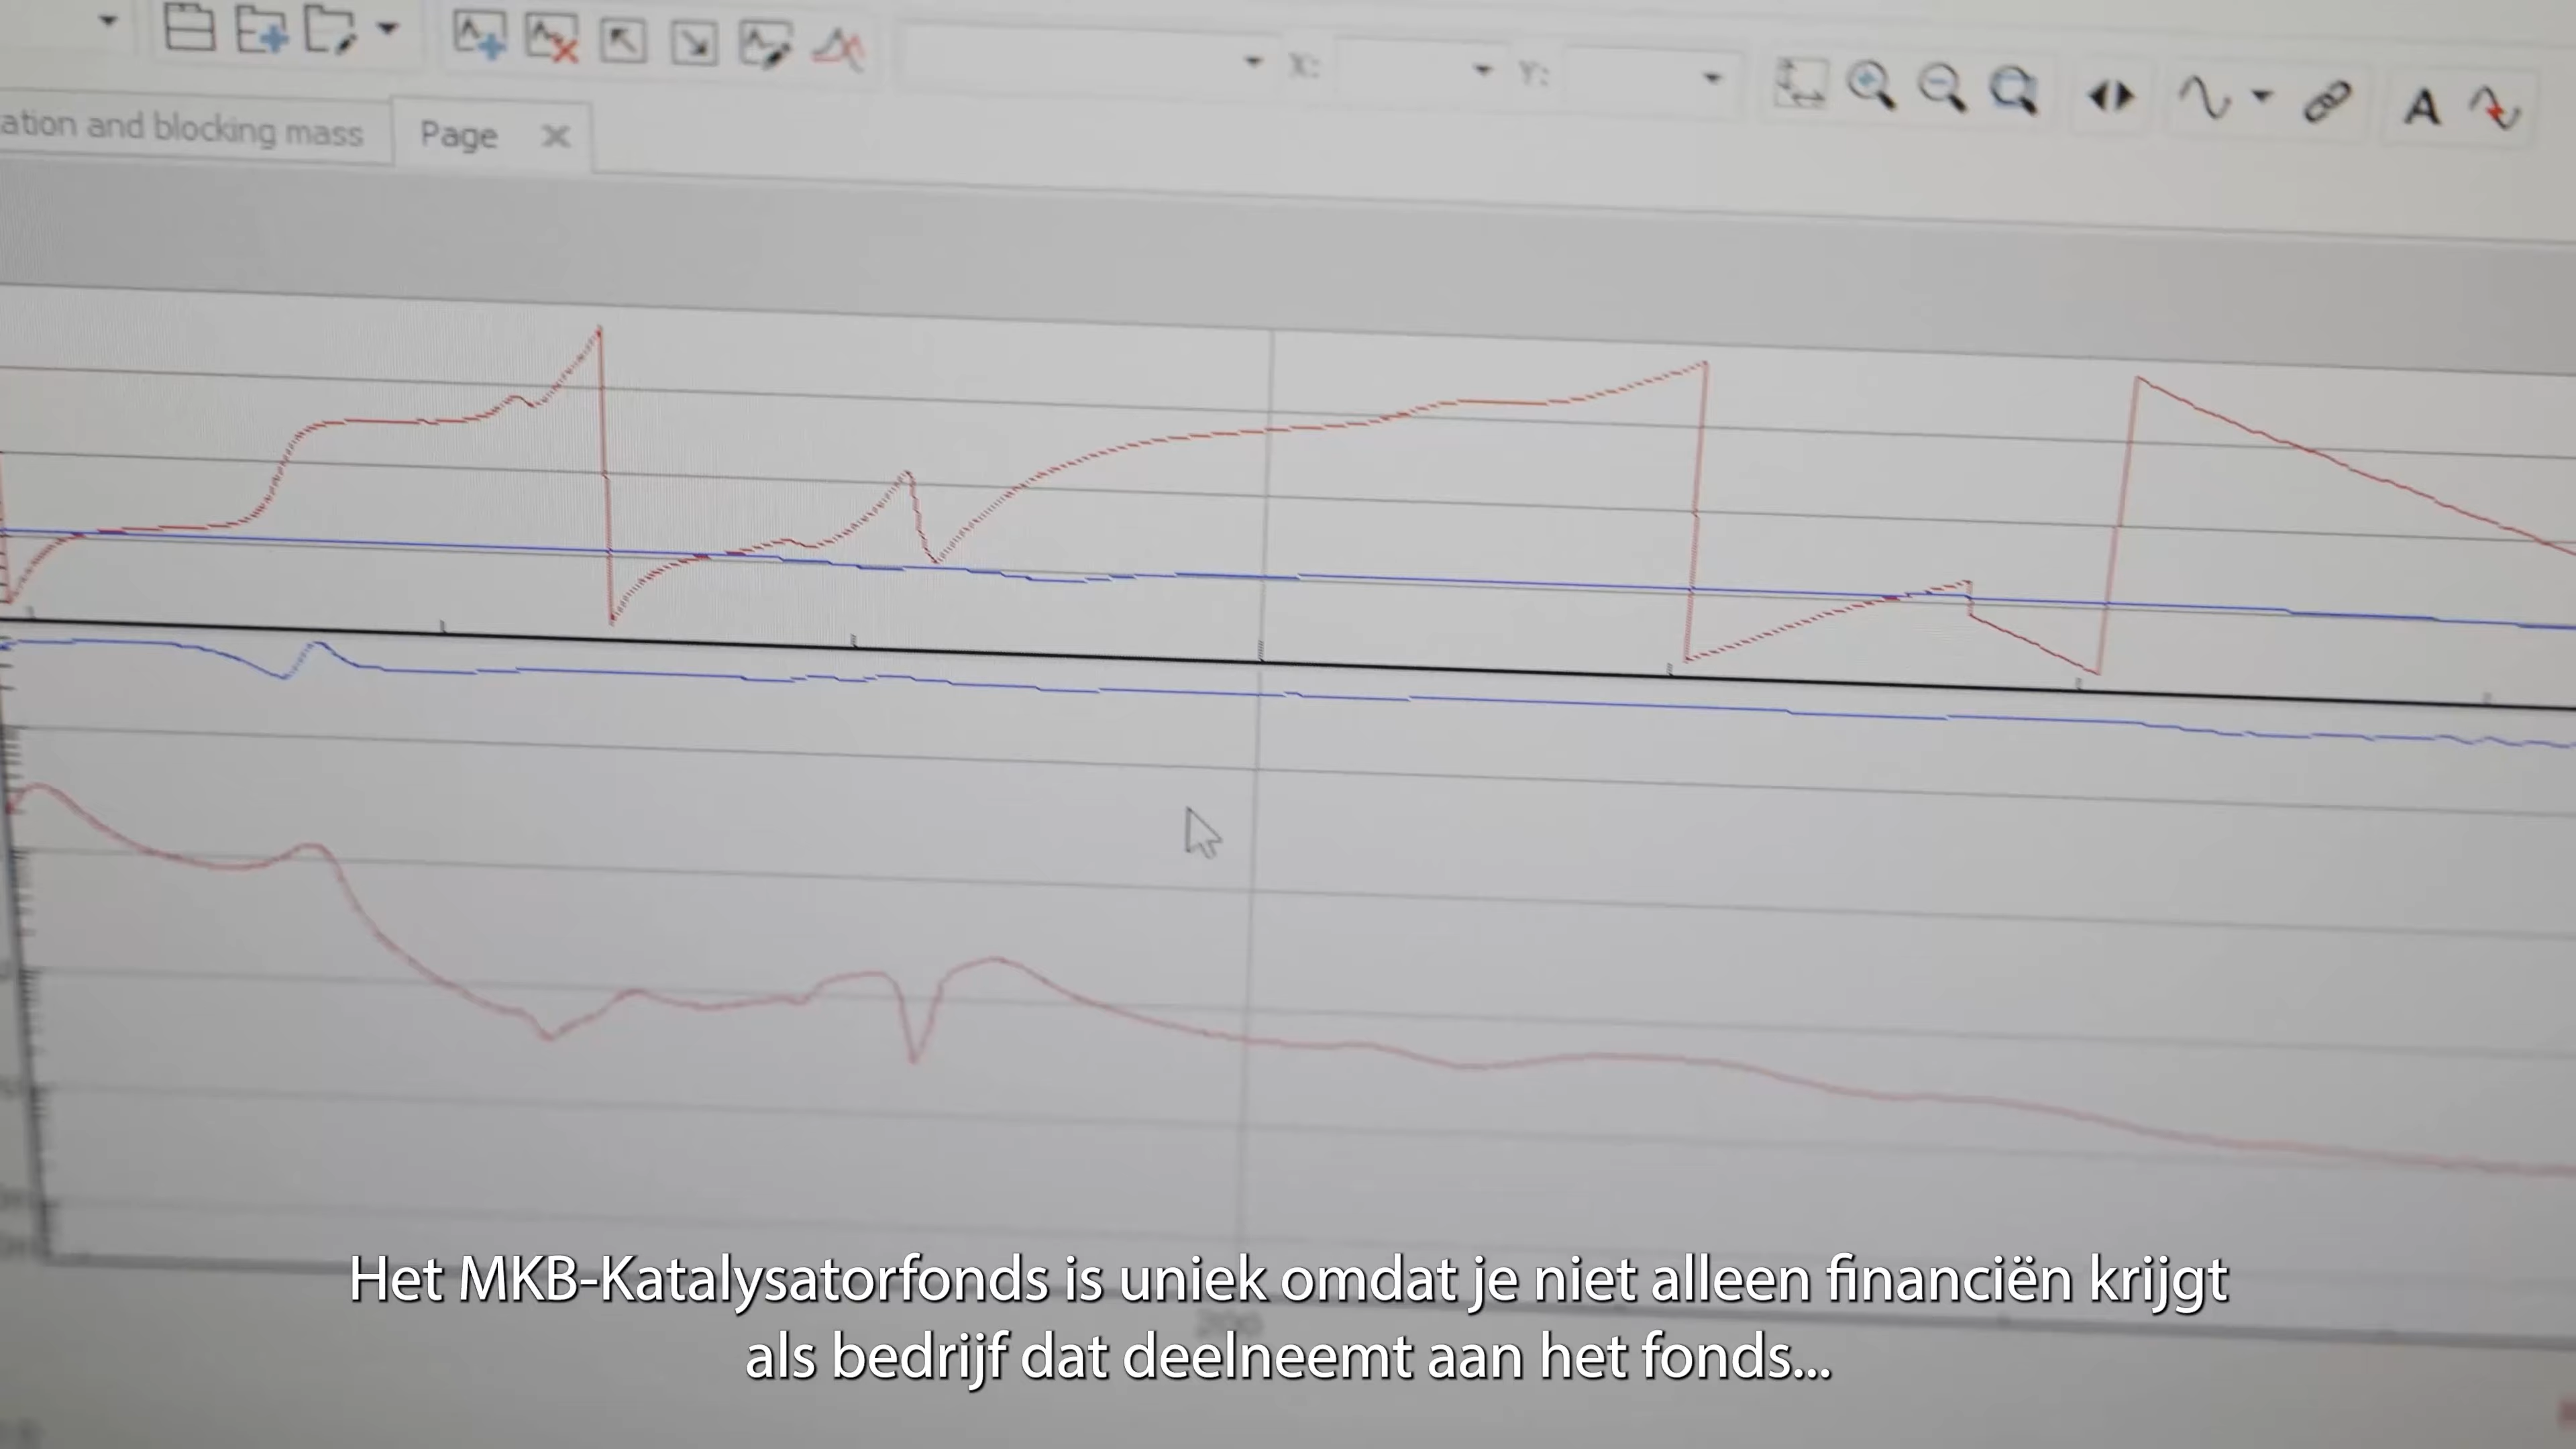 X:
Y:
A
ation and blocking mass
Page
200
Het MKB-Katalysatorfonds is uniek omdat je niet alleen financiën krijgt
als bedrijf dat deelneemt aan het fonds...